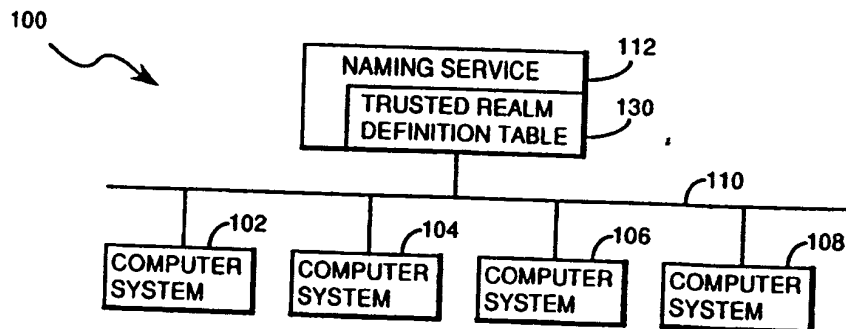 100
NAMING SERVICE
112
TRUSTED REALM
DEFINITION TABLE
130
110
102
104
106
108
COMPUTER
SYSTEM
COMPUTER
SYSTEM
COMPUTER
SYSTEM
COMPUTER
SYSTEM